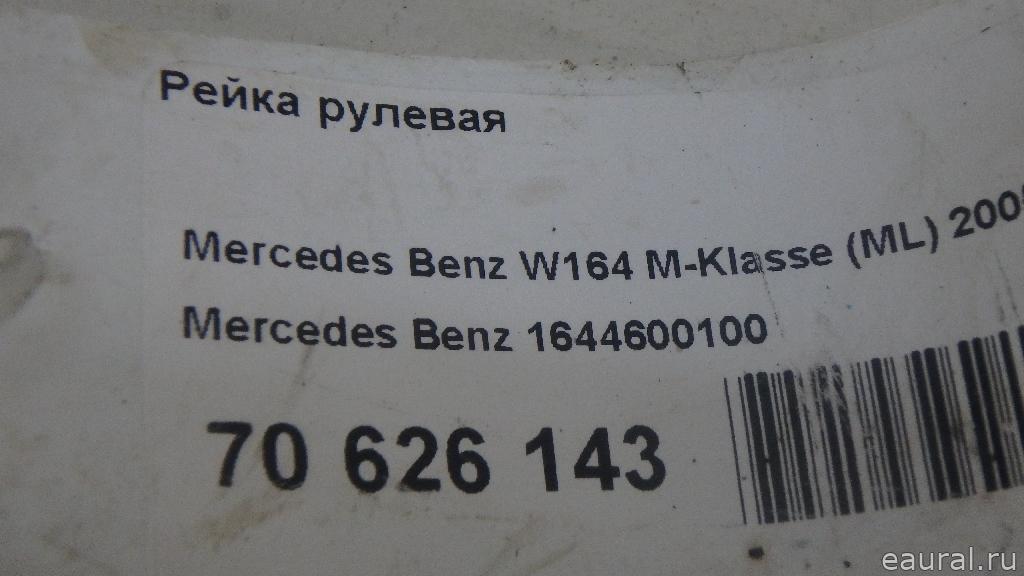 Рейка рулевая
Mercedes Benz W164 M-Klasse (ML)
Mercedes Benz 1644600100
70 626 143
eaural.ru